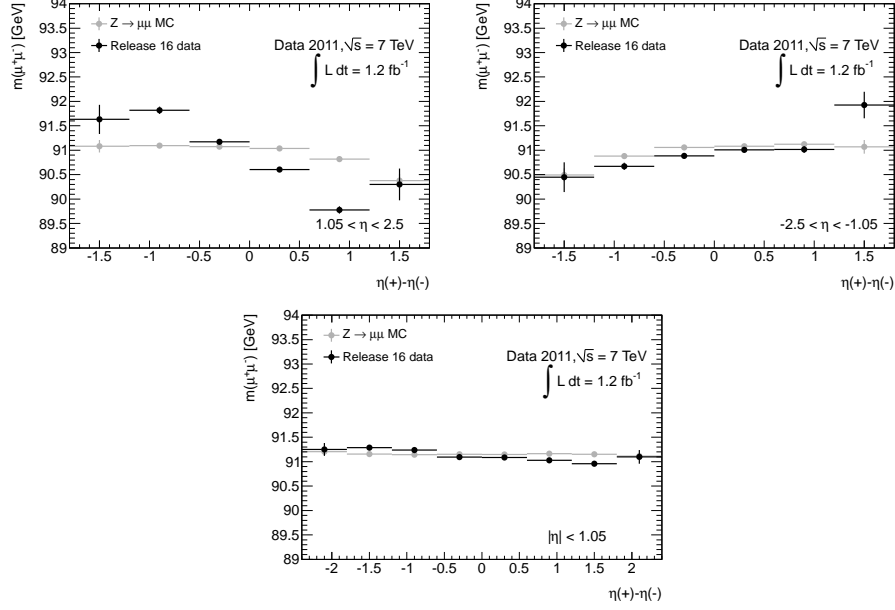 m(μ⁺μ⁻) [GeV]
94
93.5
93
92.5
92
91.5
91
90.5
90
89.5
89
Z → μμ MC
Release 16 data
Data 2011,√s = 7 TeV
∫ L dt = 1.2 fb⁻¹
1.05 < η < 2.5
-1.5 -1 -0.5 0 0.5 1 1.5
η(+)-η(-)
m(μ⁺μ⁻) [GeV]
94
93.5
93
92.5
92
91.5
91
90.5
90
89.5
89
Z → μμ MC
Release 16 data
Data 2011,√s = 7 TeV
∫ L dt = 1.2 fb⁻¹
-2.5 < η < -1.05
-1.5 -1 -0.5 0 0.5 1 1.5
η(+)-η(-)
m(μ⁺μ⁻) [GeV]
94
93.5
93
92.5
92
91.5
91
90.5
90
89.5
89
Z → μμ MC
Release 16 data
Data 2011,√s = 7 TeV
∫ L dt = 1.2 fb⁻¹
|η| < 1.05
-2 -1.5 -1 -0.5 0 0.5 1 1.5 2
η(+)-η(-)